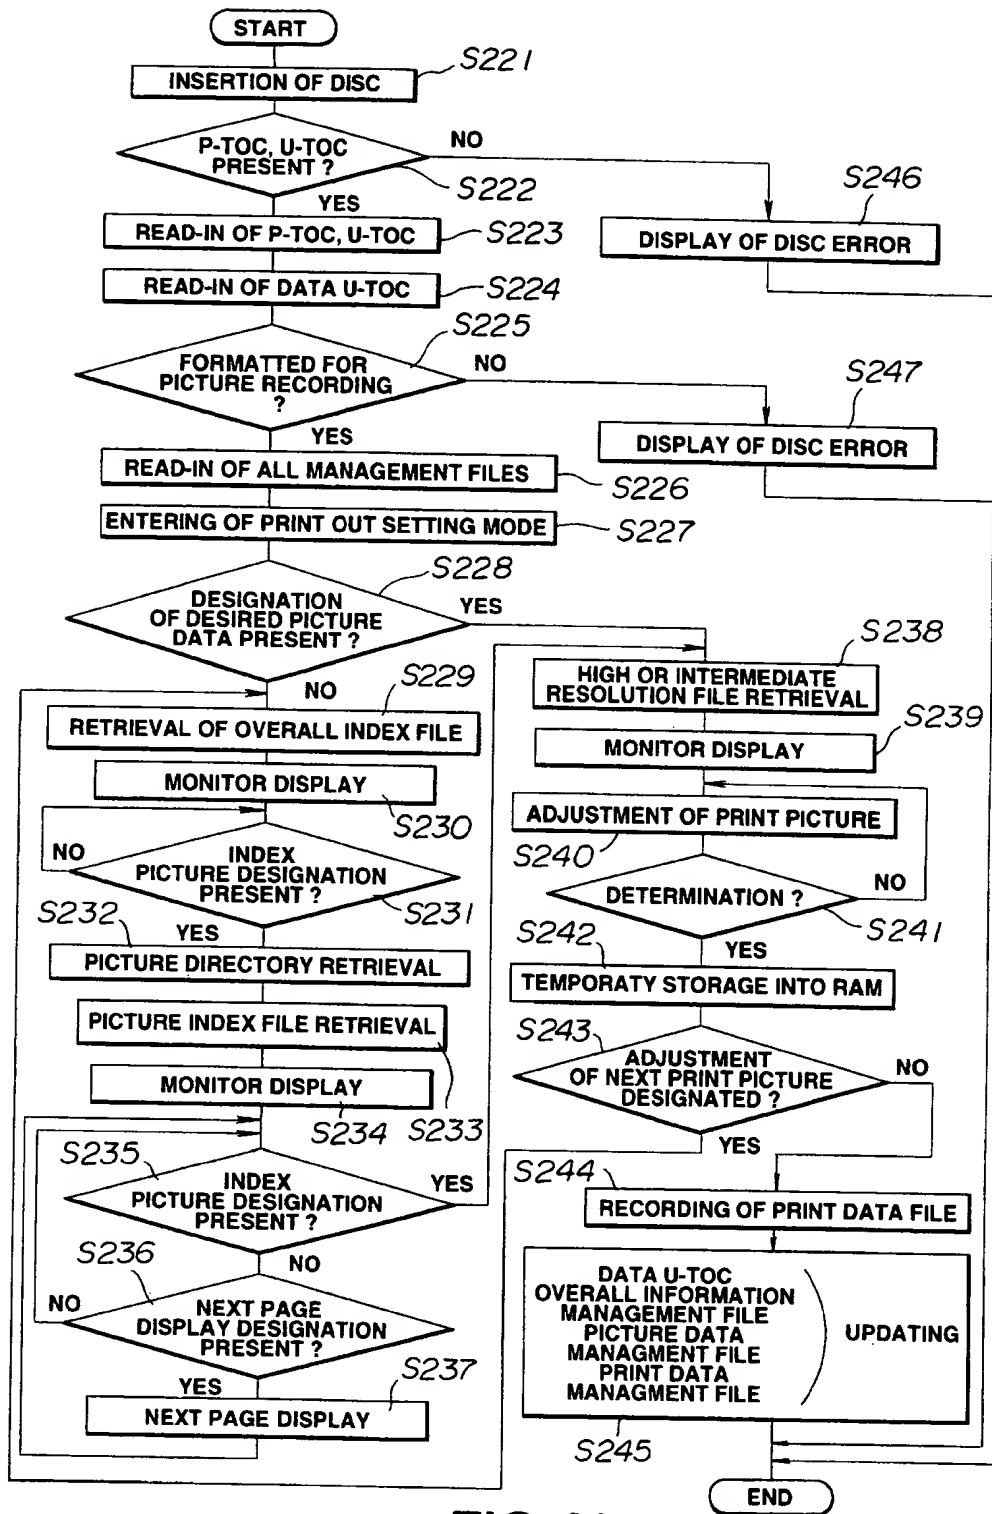 START
S221
INSERTION OF DISC
P-TOC, U-TOC
PRESENT ?
NO
S222
YES
S246
READ-IN OF P-TOC, U-TOC
S223
DISPLAY OF DISC ERROR
READ-IN OF DATA U-TOC
S224
S225
FORMATTED FOR
PICTURE RECORDING
?
NO
S247
YES
DISPLAY OF DISC ERROR
READ-IN OF ALL MANAGEMENT FILES
S226
ENTERING OF PRINT OUT SETTING MODE
S227
S228
DESIGNATION
OF DESIRED PICTURE
DATA PRESENT ?
YES
NO
S229
RETRIEVAL OF OVERALL INDEX FILE
MONITOR DISPLAY
S230
NO
INDEX
PICTURE DESIGNATION
PRESENT ?
S231
S232
YES
PICTURE DIRECTORY RETRIEVAL
PICTURE INDEX FILE RETRIEVAL
MONITOR DISPLAY
S234
S233
S235
INDEX
PICTURE DESIGNATION
PRESENT ?
YES
S236
NO
NO
NEXT PAGE
DISPLAY DESIGNATION
PRESENT ?
YES
S237
NEXT PAGE DISPLAY
S238
HIGH OR INTERMEDIATE
RESOLUTION FILE RETRIEVAL
S239
MONITOR DISPLAY
ADJUSTMENT OF PRINT PICTURE
S240
DETERMINATION ?
NO
S241
S242
YES
TEMPORATY STORAGE INTO RAM
S243
ADJUSTMENT
OF NEXT PRINT PICTURE
DESIGNATED ?
NO
YES
S244
RECORDING OF PRINT DATA FILE
DATA U-TOC
OVERALL INFORMATION
MANAGEMENT FILE
PICTURE DATA
MANAGMENT FILE
PRINT DATA
MANAGMENT FILE
UPDATING
S245
END